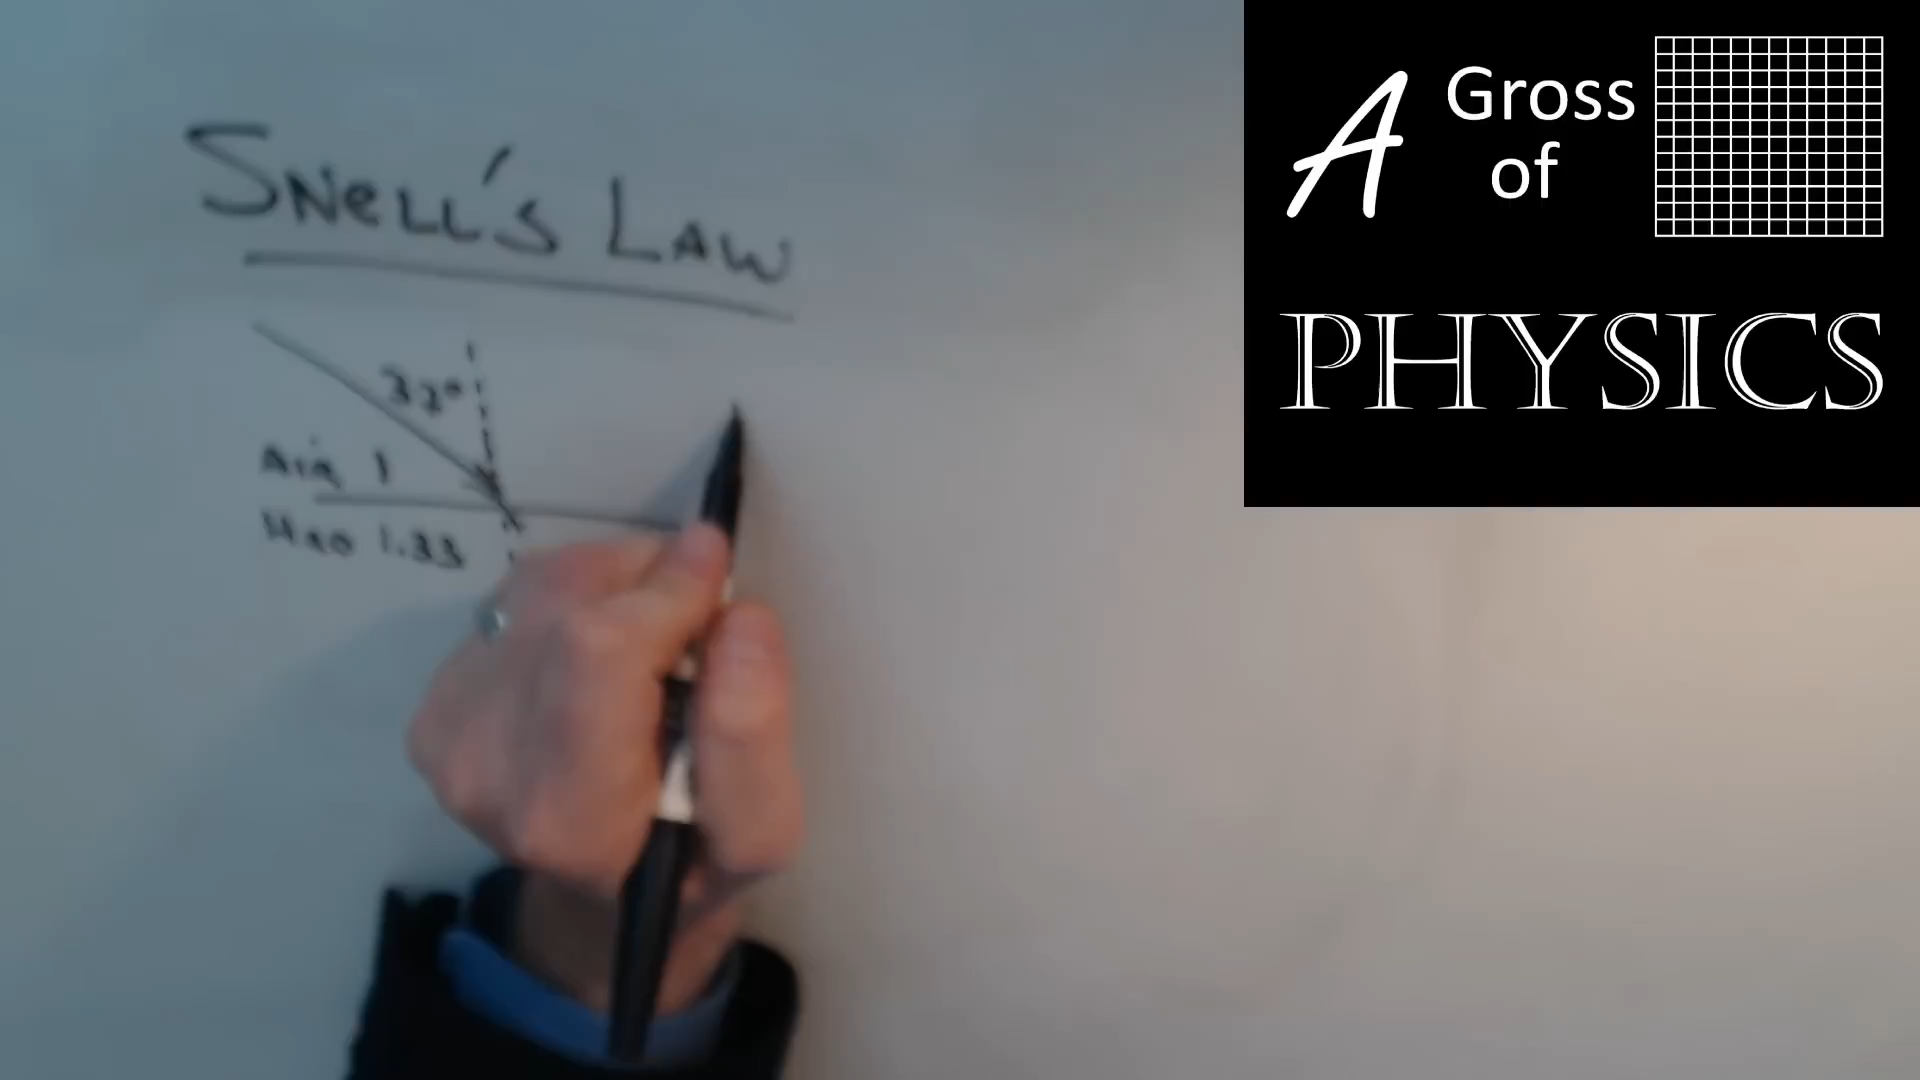 SNeLL's LAW
32°
AiR 1
H2O 1.33
A Gross
of
PHYSICS